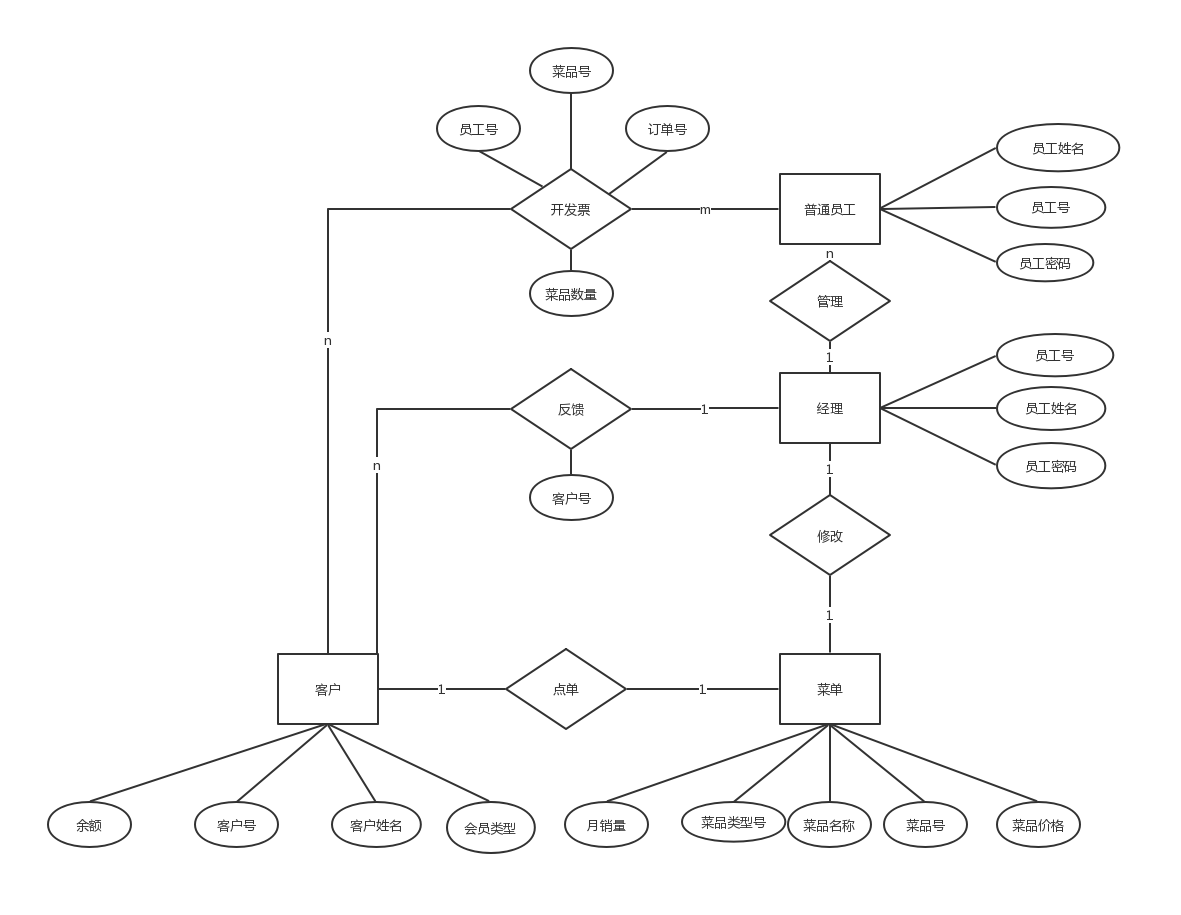 菜品号
员工号
订单号
员工姓名
开发票
m
普通员工
员工号
n
员工密码
菜品数量
管理
n
1
员工号
反馈
1
经理
员工姓名
n
1
员工密码
客户号
修改
1
客户
1
点单
1
菜单
余额
客户号
客户姓名
会员类型
月销量
菜品类型号
菜品名称
菜品号
菜品价格